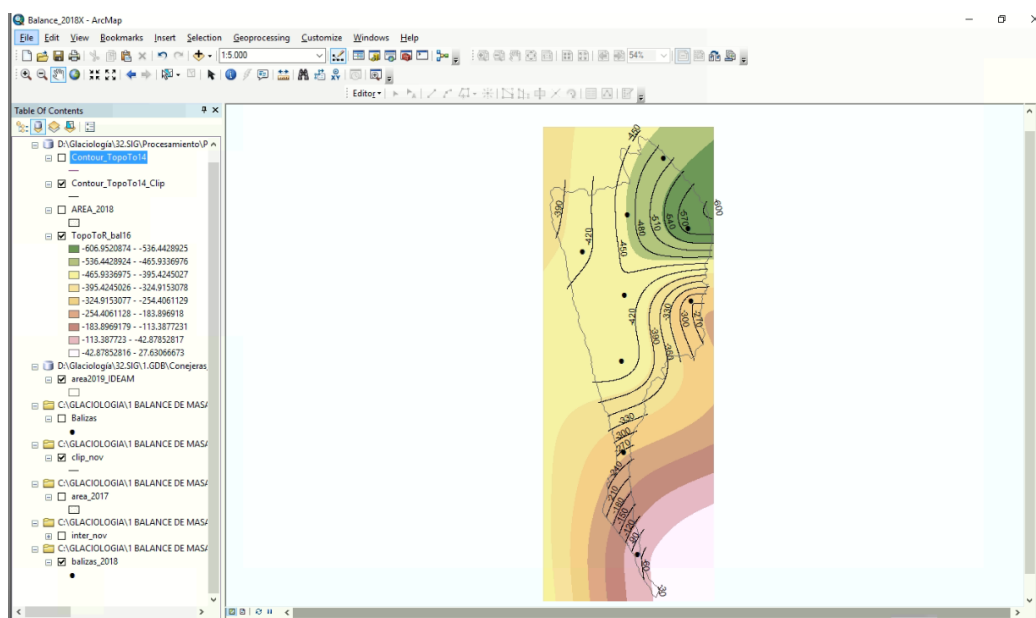 Balance_2018X - ArcMap
File Edit View Bookmarks Insert Selection Geoprocessing Customize Windows Help
1:5.000
54%
Editor
Table Of Contents
D:\Glaciología\32.SIG\Procesamiento\P
Contour_TopoTo14
Contour_TopoTo14_Clip
AREA_2018
TopoToR_bal16
-606.9520874 - -536.4428925
-536.4428924 - -465.9336976
-465.9336975 - -395.4245027
-395.4245026 - -324.9153078
-324.9153077 - -254.4061129
-254.4061128 - -183.896918
-183.8969179 - -113.3877231
-113.387723 - -42.87852817
-42.87852816 - 27.63066673
D:\Glaciología\32.SIG\1.GDB\Conejeras
area2019_IDEAM
C:\GLACIOLOGIA\1 BALANCE DE MASA
Balizas
C:\GLACIOLOGIA\1 BALANCE DE MASA
clip_nov
C:\GLACIOLOGIA\1 BALANCE DE MASA
area_2017
C:\GLACIOLOGIA\1 BALANCE DE MASA
inter_nov
C:\GLACIOLOGIA\1 BALANCE DE MASA
balizas_2018
-450
-390
-420
-480
-510
-540
-570
-600
-450
-420
-390
-360
-330
-300
-270
-330
-300
-270
-240
-210
-180
-150
-120
-90
-60
-30